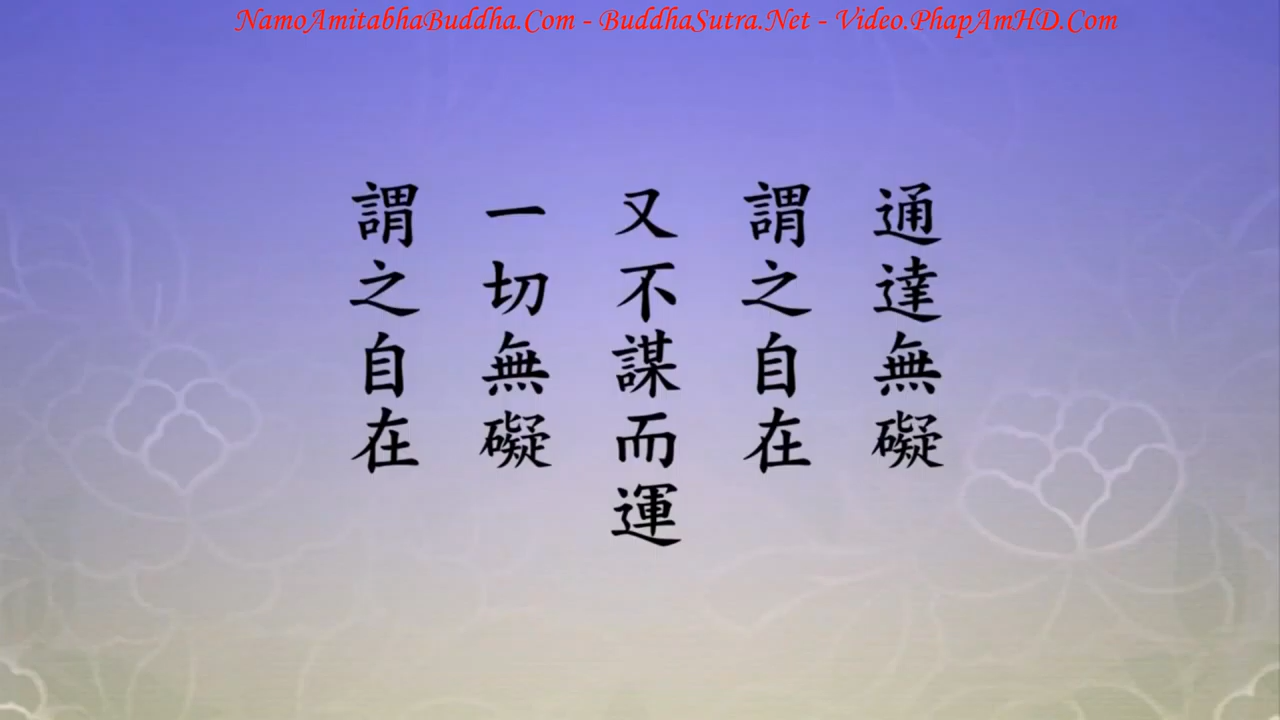 NamoAmitabhaBuddha.Com - BuddhaSutra.Net - Video.PhapAmHD.Com
通達無礙
謂之自在
又不謀而運
一切無礙
謂之自在